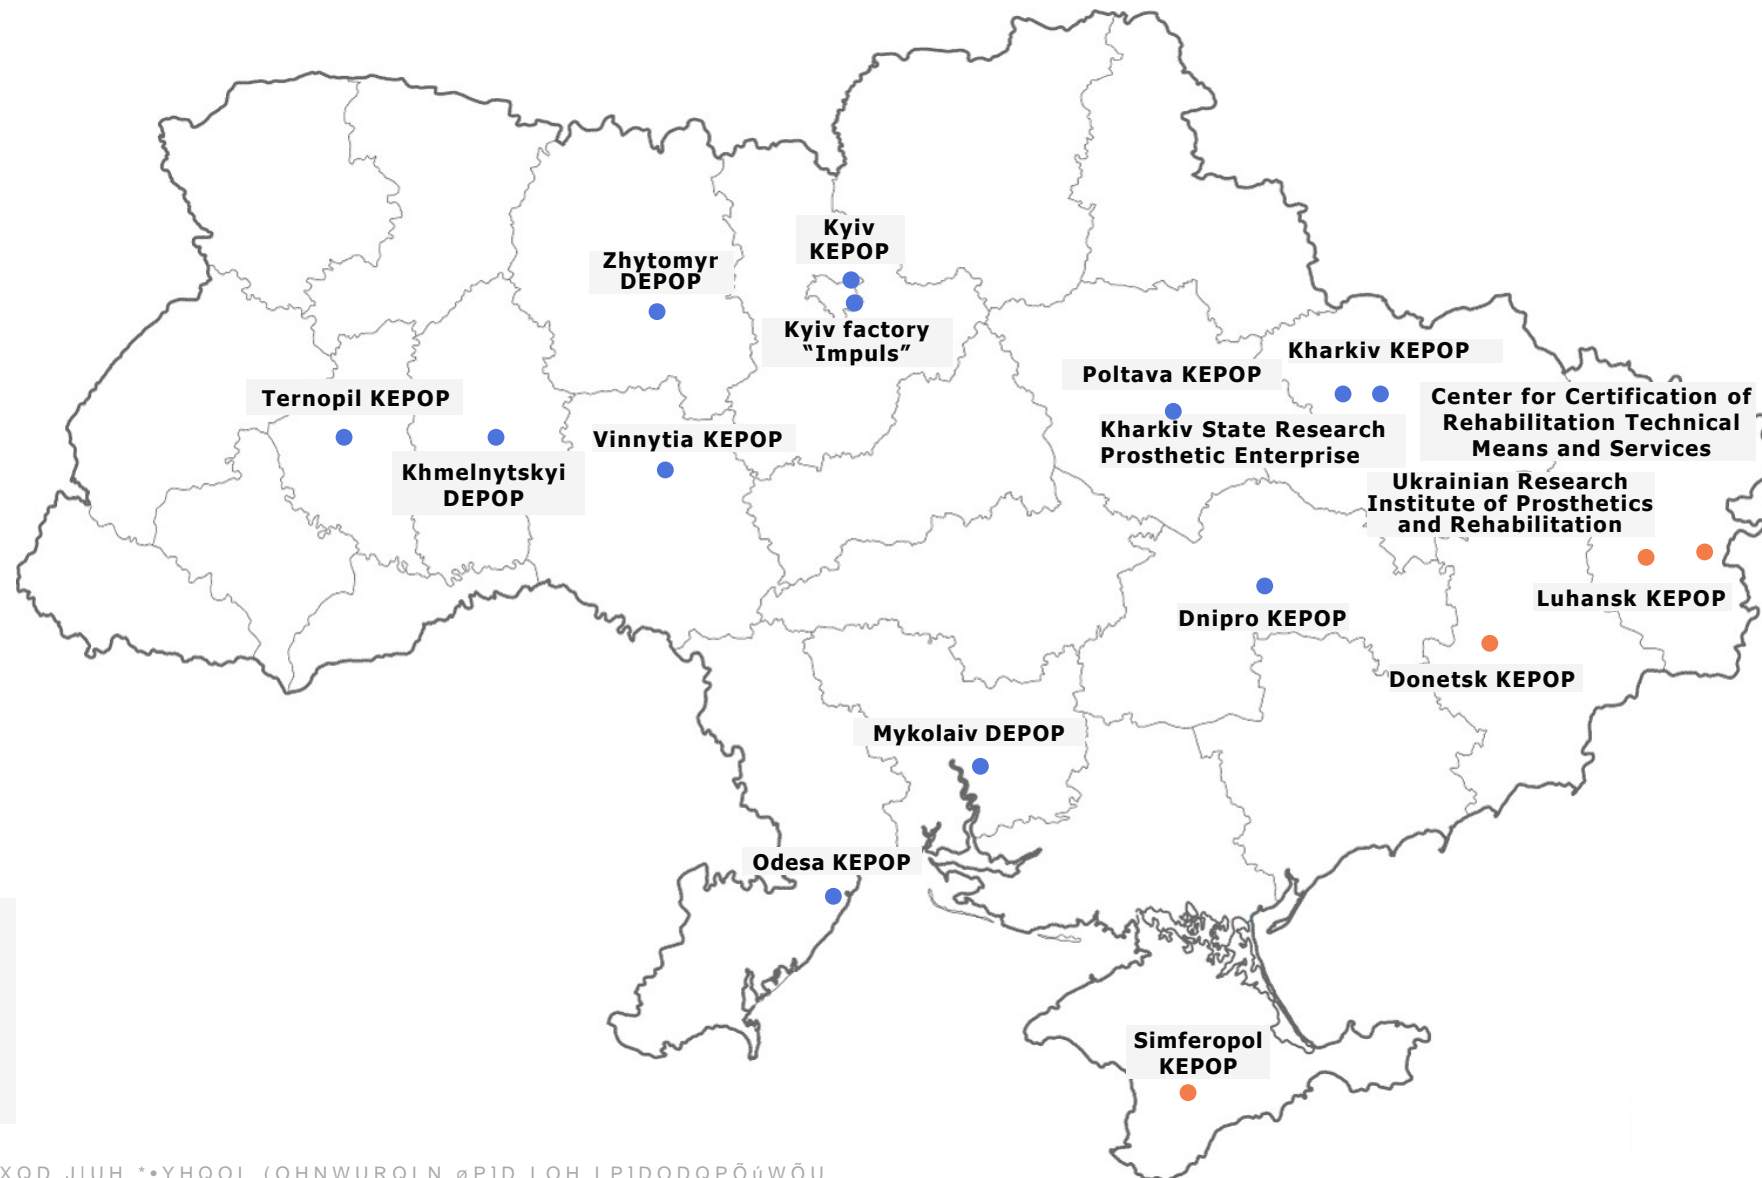 Kyiv
KEPOP
Zhytomyr
DEPOP
Kyiv factory
“Impuls”
Kharkiv KEPOP
Poltava KEPOP
Ternopil KEPOP
Center for Certification of
Rehabilitation Technical
Means and Services
Kharkiv State Research
Prosthetic Enterprise
Vinnytia KEPOP
Khmelnytskyi
DEPOP
Ukrainian Research
Institute of Prosthetics
and Rehabilitation
Luhansk KEPOP
Dnipro KEPOP
Donetsk KEPOP
Mykolaiv DEPOP
Odesa KEPOP
Simferopol
KEPOP